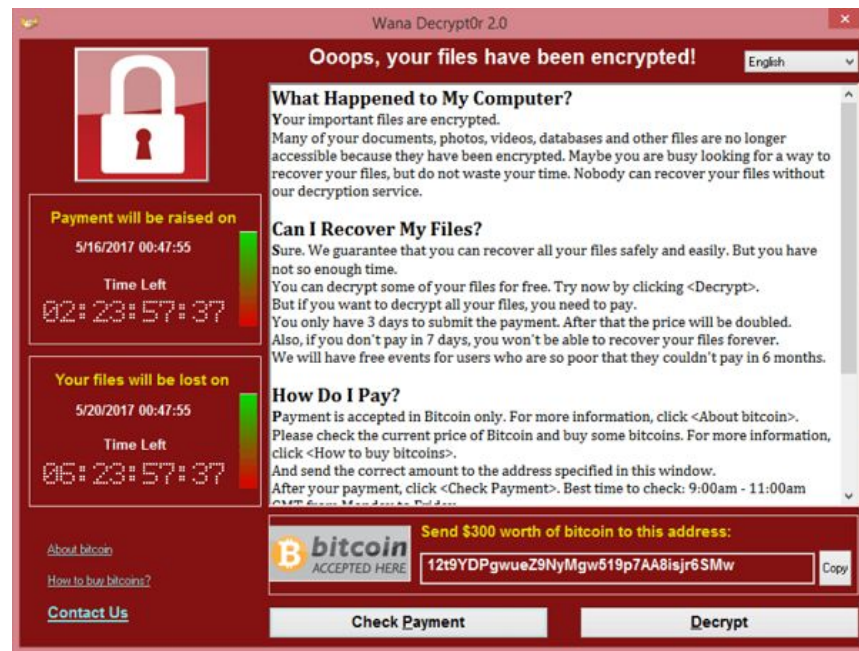 Wana Decrypt0r 2.0
Ooops, your files have been encrypted!
English
Payment will be raised on
5/16/2017 00:47:55
Time Left
02:23:57:37
Your files will be lost on
5/20/2017 00:47:55
Time Left
06:23:57:37
About bitcoin
How to buy bitcoins?
Contact Us
What Happened to My Computer?
Your important files are encrypted.
Many of your documents, photos, videos, databases and other files are no longer
accessible because they have been encrypted. Maybe you are busy looking for a way to
recover your files, but do not waste your time. Nobody can recover your files without
our decryption service.
Can I Recover My Files?
Sure. We guarantee that you can recover all your files safely and easily. But you have
not so enough time.
You can decrypt some of your files for free. Try now by clicking <Decrypt>.
But if you want to decrypt all your files, you need to pay.
You only have 3 days to submit the payment. After that the price will be doubled.
Also, if you don't pay in 7 days, you won't be able to recover your files forever.
We will have free events for users who are so poor that they couldn't pay in 6 months.
How Do I Pay?
Payment is accepted in Bitcoin only. For more information, click <About bitcoin>.
Please check the current price of Bitcoin and buy some bitcoins. For more information,
click <How to buy bitcoins>.
And send the correct amount to the address specified in this window.
After your payment, click <Check Payment>. Best time to check: 9:00am - 11:00am
GMT from Monday to Friday
bitcoin
ACCEPTED HERE
Send $300 worth of bitcoin to this address:
12t9YDPgwueZ9NyMgw519p7AA8isjr6SMw
Copy
Check Payment
Decrypt